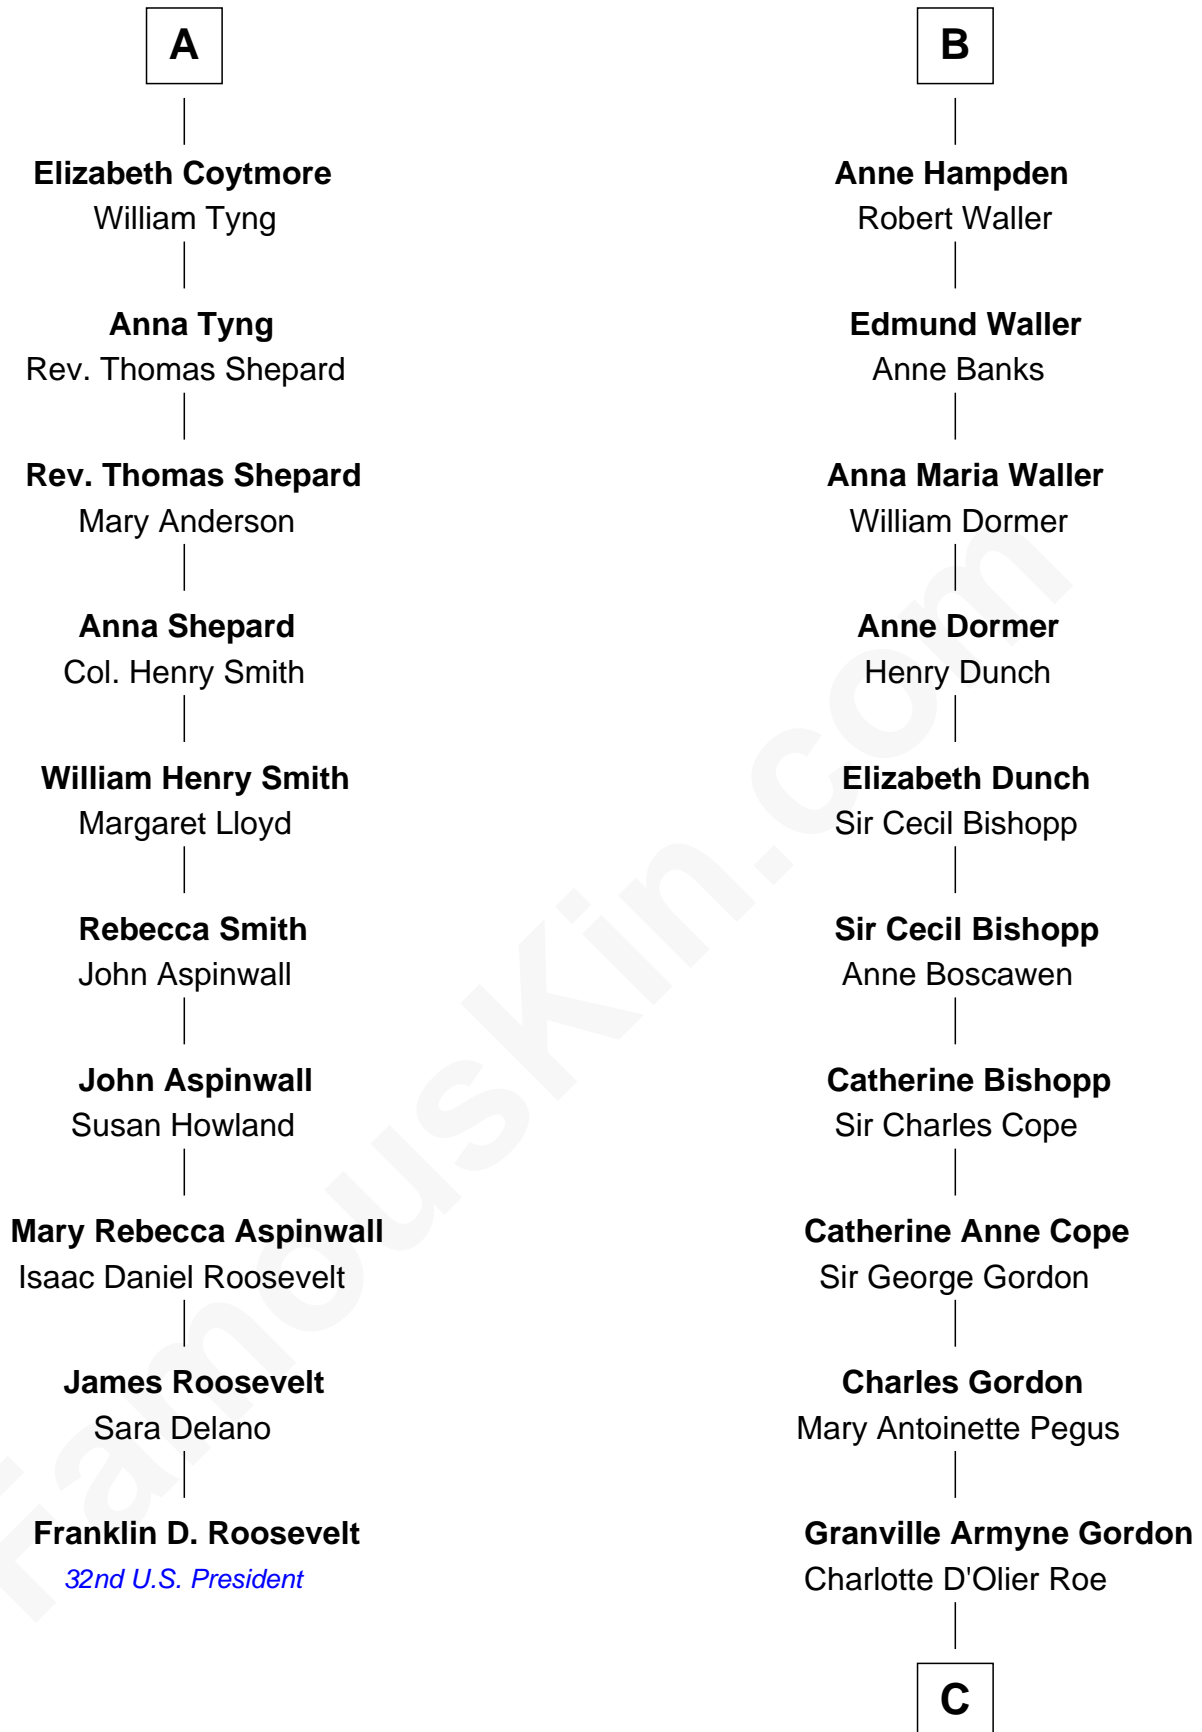 A
Elizabeth Coytmore
William Tyng
Anna Tyng
Rev. Thomas Shepard
Rev. Thomas Shepard
Mary Anderson
Anna Shepard
Col. Henry Smith
William Henry Smith
Margaret Lloyd
Rebecca Smith
John Aspinwall
John Aspinwall
Susan Howland
Mary Rebecca Aspinwall
Isaac Daniel Roosevelt
James Roosevelt
Sara Delano
Franklin D. Roosevelt
32nd U.S. President
B
Anne Hampden
Robert Waller
Edmund Waller
Anne Banks
Anna Maria Waller
William Dormer
Anne Dormer
Henry Dunch
Elizabeth Dunch
Sir Cecil Bishopp
Sir Cecil Bishopp
Anne Boscawen
Catherine Bishopp
Sir Charles Cope
Catherine Anne Cope
Sir George Gordon
Charles Gordon
Mary Antoinette Pegus
Granville Armyne Gordon
Charlotte D'Olier Roe
C
FamousKin.com